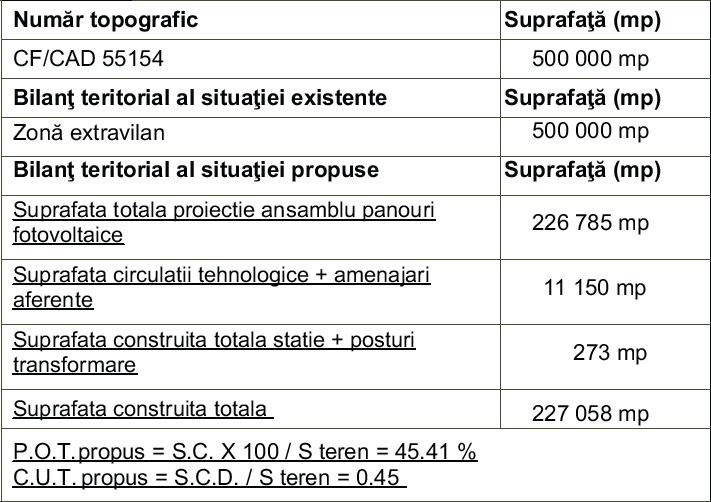 Număr topografic Suprafaţă (mp)
CF/CAD 55154 500 000 mp
Bilanţ teritorial al situaţiei existente Suprafaţă (mp)
Zonă extravilan 500 000 mp
Bilanţ teritorial al situaţiei propuse Suprafaţă (mp)
Suprafata totala proiectie ansamblu panouri
fotovoltaice 226 785 mp
Suprafata circulatii tehnologice + amenajari
aferente 11 150 mp
Suprafata construita totala statie + posturi
transformare 273 mp
Suprafata construita totala 227 058 mp
P.O.T. propus = S.C. X 100 / S teren = 45.41 %
C.U.T. propus = S.C.D. / S teren = 0.45